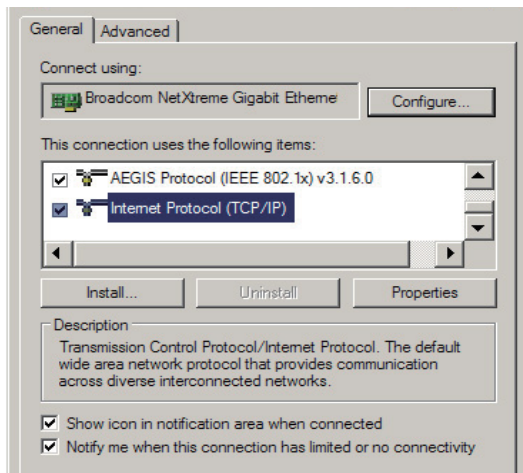 General Advanced
Connect using:
Broadcom NetXtreme Gigabit Etherne Configure...
This connection uses the following items:
AEGIS Protocol (IEEE 802.1x) v3.1.6.0
Internet Protocol (TCP/IP)
Install... Uninstall Properties
Description
Transmission Control Protocol/Internet Protocol. The default
wide area network protocol that provides communication
across diverse interconnected networks.
Show icon in notification area when connected
Notify me when this connection has limited or no connectivity